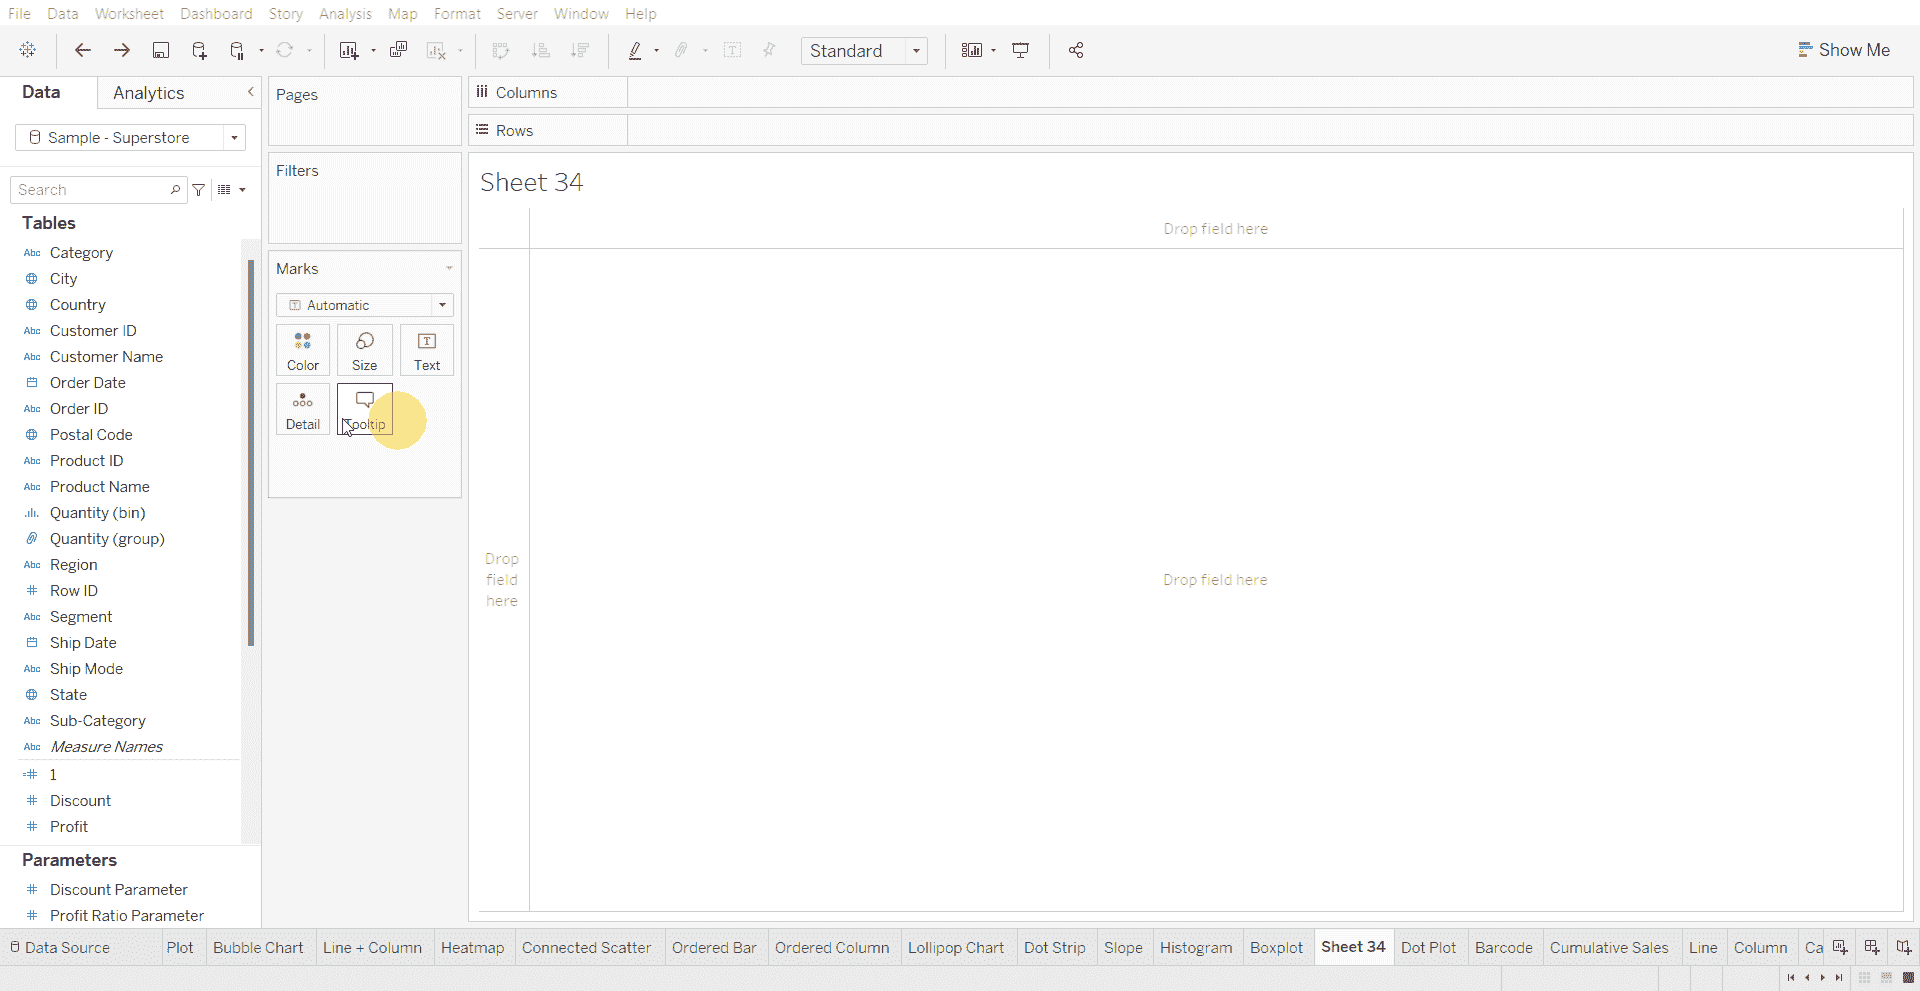 File Data Worksheet Dashboard Story Analysis Map Format Server Window Help
Standard
Show Me
Data Analytics
Sample - Superstore
Search
Tables
Abc Category
City
Country
Abc Customer ID
Abc Customer Name
Order Date
Abc Order ID
Postal Code
Abc Product ID
Abc Product Name
Quantity (bin)
Quantity (group)
Abc Region
# Row ID
Abc Segment
Ship Date
Abc Ship Mode
State
Abc Sub-Category
Abc Measure Names
=# 1
# Discount
# Profit
Parameters
# Discount Parameter
# Profit Ratio Parameter
Pages
Filters
Marks
T Automatic
Color Size T Text
Detail Tooltip
Columns
Rows
Sheet 34
Drop field here
Drop
field
here
Drop field here
Data Source Plot Bubble Chart Line + Column Heatmap Connected Scatter Ordered Bar Ordered Column Lollipop Chart Dot Strip Slope Histogram Boxplot Sheet 34 Dot Plot Barcode Cumulative Sales Line Column Ca